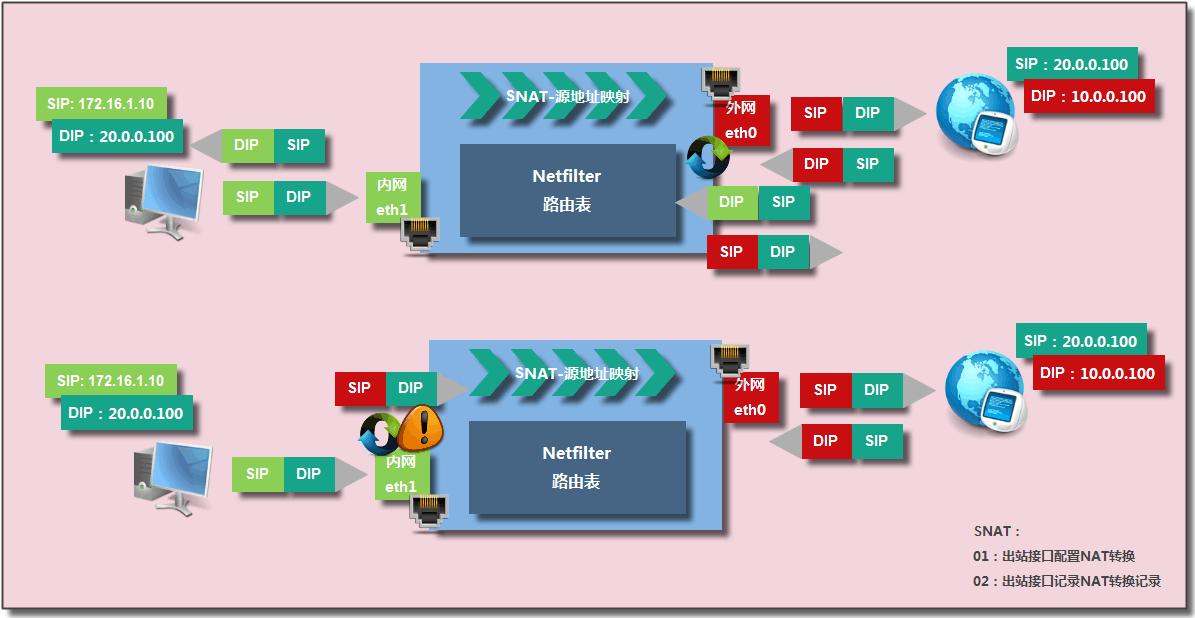 SIP: 172.16.1.10
DIP：20.0.0.100
DIP SIP
SIP DIP
内网
eth1
SNAT-源地址映射
Netfilter
路由表
外网
eth0
SIP DIP
DIP SIP
DIP SIP
SIP DIP
SIP：20.0.0.100
DIP：10.0.0.100
SIP: 172.16.1.10
DIP：20.0.0.100
SIP DIP
SIP DIP
内网
eth1
SNAT-源地址映射
Netfilter
路由表
外网
eth0
SIP DIP
DIP SIP
SIP：20.0.0.100
DIP：10.0.0.100
SNAT：
01：出站接口配置NAT转换
02：出站接口记录NAT转换记录